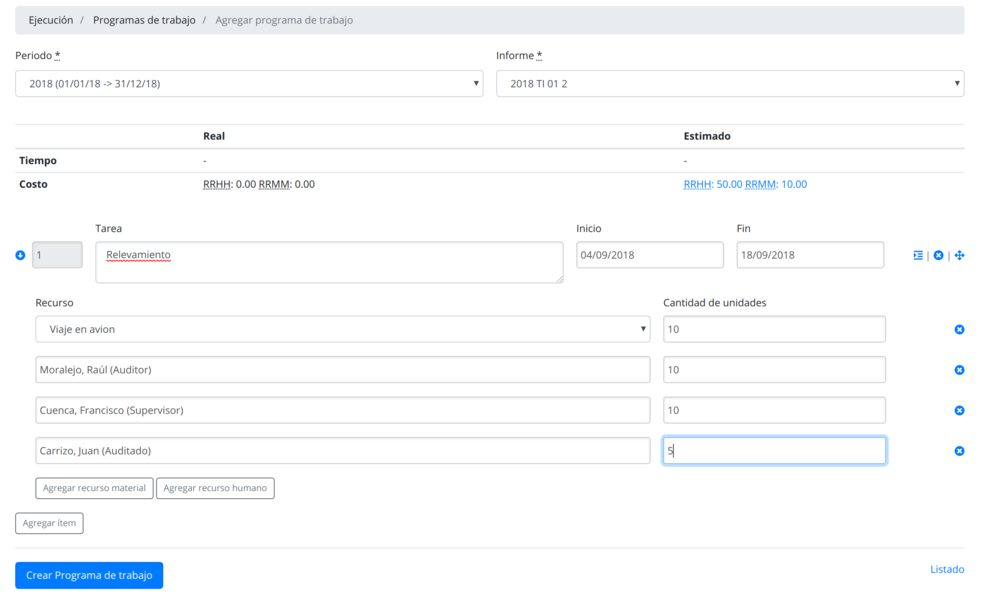 Ejecución / Programas de trabajo / Agregar programa de trabajo
Periodo * Informe *
2018 (01/01/18 -> 31/12/18) 2018 TI 01 2
Real Estimado
Tiempo - -
Costo RRHH: 0.00 RRMM: 0.00 RRHH: 50.00 RRMM: 10.00
Tarea Inicio Fin
1 Relevamiento 04/09/2018 18/09/2018 | |
Recurso Cantidad de unidades
Viaje en avion 10
Moralejo, Raúl (Auditor) 10
Cuenca, Francisco (Supervisor) 10
Carrizo, Juan (Auditado) 5
Agregar recurso material Agregar recurso humano
Agregar ítem
Crear Programa de trabajo Listado